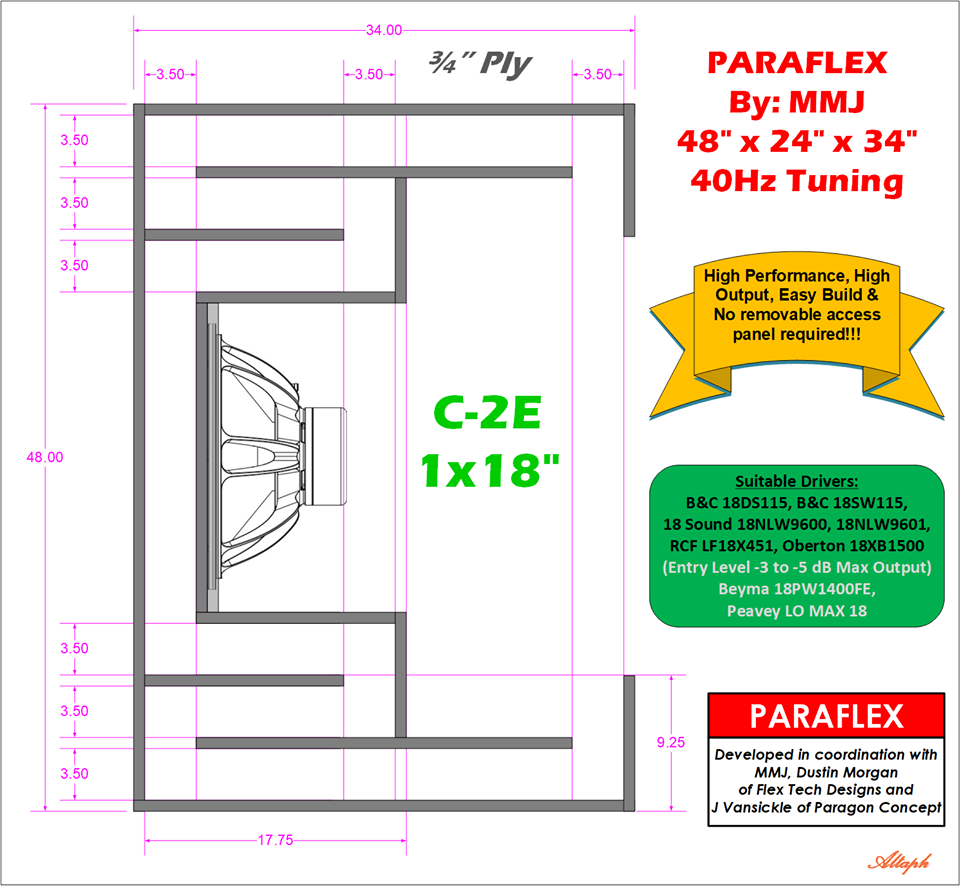 34.00
3.50
3.50
3.50
¾” Ply
3.50
3.50
3.50
48.00
3.50
3.50
3.50
9.25
17.75
C-2E
1x18"
PARAFLEX
By: MMJ
48" x 24" x 34"
40Hz Tuning
High Performance, High
Output, Easy Build &
No removable access
panel required!!!
Suitable Drivers:
B&C 18DS115, B&C 18SW115,
18 Sound 18NLW9600, 18NLW9601,
RCF LF18X451, Oberton 18XB1500
(Entry Level -3 to -5 dB Max Output)
Beyma 18PW1400FE,
Peavey LO MAX 18
PARAFLEX
Developed in coordination with
MMJ, Dustin Morgan
of Flex Tech Designs and
J Vansickle of Paragon Concept
Altaph